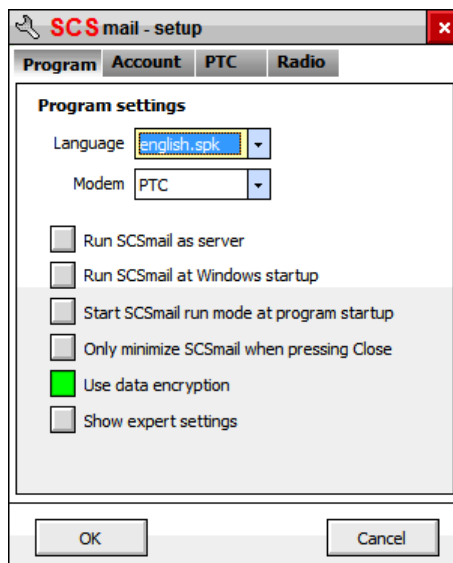 SCSmail - setup
Program Account PTC Radio
Program settings
Language english.spk
Modem PTC
Run SCSmail as server
Run SCSmail at Windows startup
Start SCSmail run mode at program startup
Only minimize SCSmail when pressing Close
Use data encryption
Show expert settings
OK Cancel